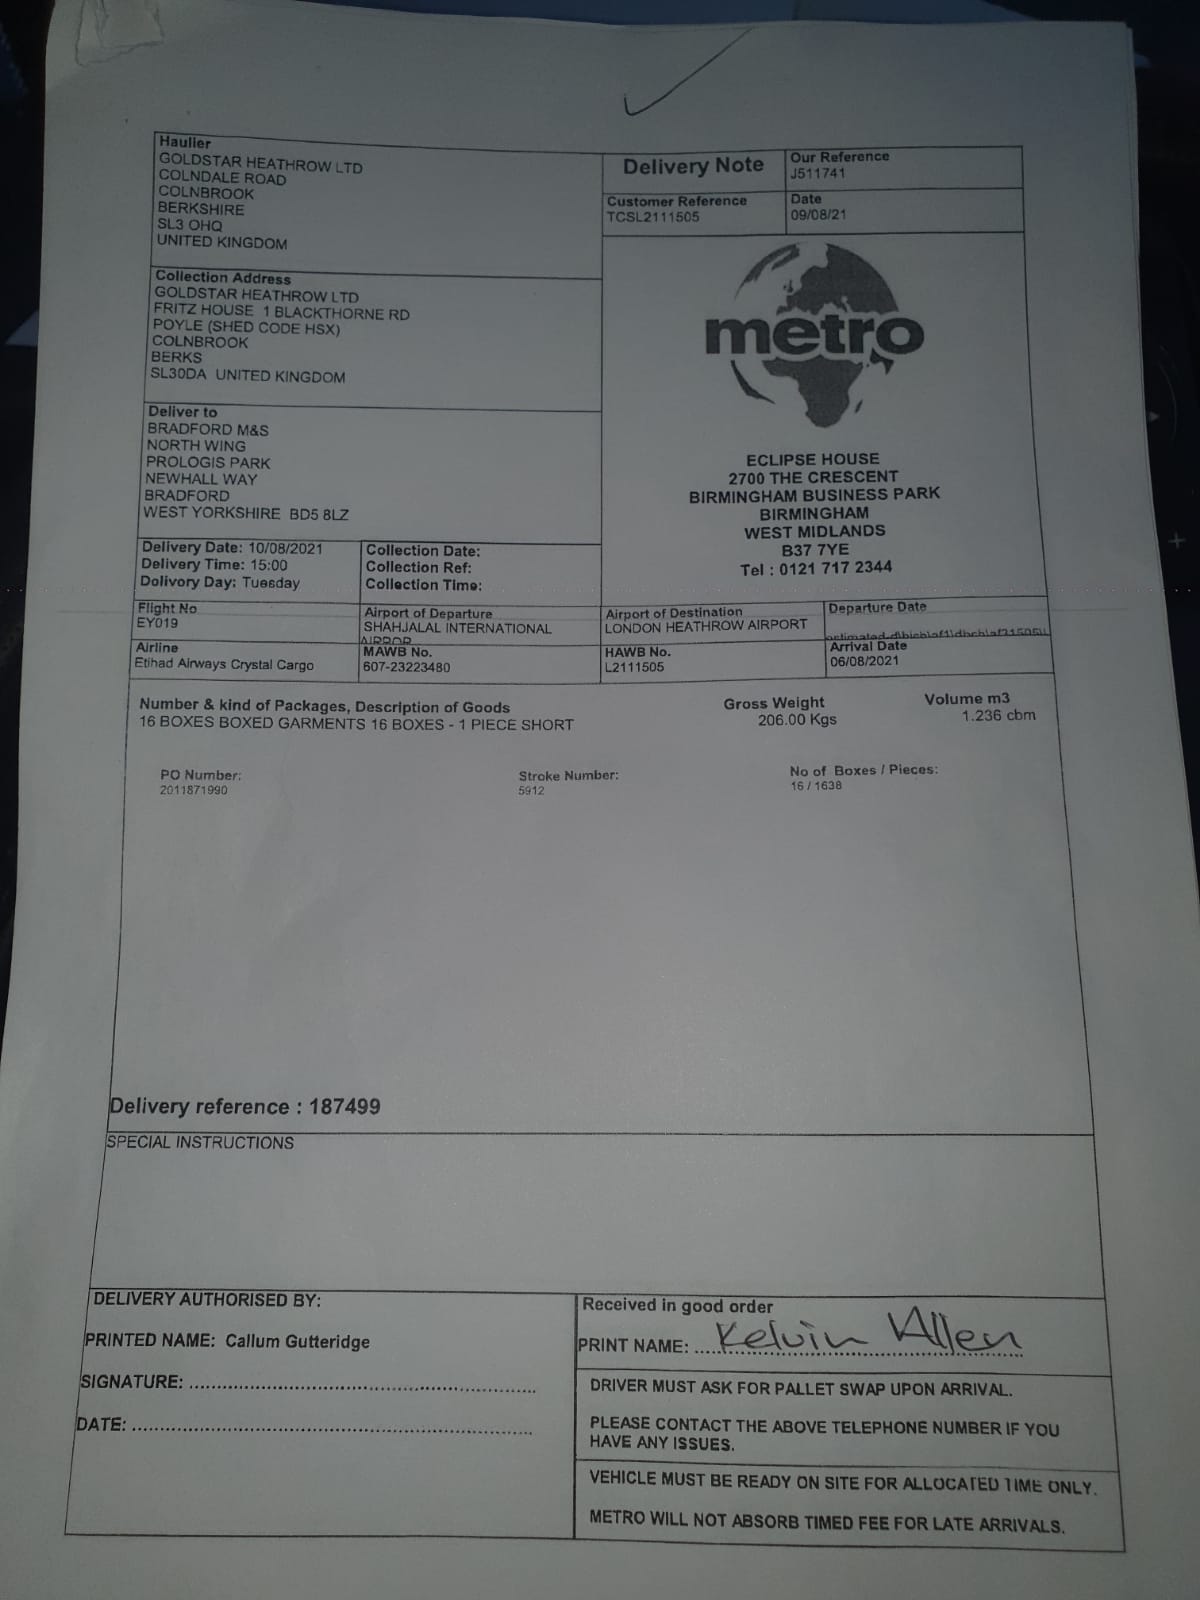 Haulier
GOLDSTAR HEATHROW LTD
COLNDALE ROAD
COLNBROOK
BERKSHIRE
SL3 OHQ
UNITED KINGDOM
Delivery Note
Our Reference
J511741
Customer Reference
TCSL2111505
Date
09/08/21
Collection Address
GOLDSTAR HEATHROW LTD
FRITZ HOUSE 1 BLACKTHORNE RD
POYLE (SHED CODE HSX)
COLNBROOK
BERKS
SL30DA UNITED KINGDOM
metro
Deliver to
BRADFORD M&S
NORTH WING
PROLOGIS PARK
NEWHALL WAY
BRADFORD
WEST YORKSHIRE BD5 8LZ
ECLIPSE HOUSE
2700 THE CRESCENT
BIRMINGHAM BUSINESS PARK
BIRMINGHAM
WEST MIDLANDS
B37 7YE
Tel : 0121 717 2344
Delivery Date: 10/08/2021
Delivery Time: 15:00
Delivery Day: Tuesday
Collection Date:
Collection Ref:
Collection Time:
Flight No
EY019
Airport of Departure
SHAHJALAL INTERNATIONAL
Airport of Destination
LONDON HEATHROW AIRPORT
Departure Date
Airline
Etihad Airways Crystal Cargo
MAWB No.
607-23223480
HAWB No.
L2111505
Arrival Date
06/08/2021
Number & kind of Packages, Description of Goods
16 BOXES BOXED GARMENTS 16 BOXES - 1 PIECE SHORT
Gross Weight
206.00 Kgs
Volume m3
1.236 cbm
PO Number:
2011871990
Stroke Number:
5912
No of Boxes / Pieces:
16 / 1638
Delivery reference : 187499
SPECIAL INSTRUCTIONS
DELIVERY AUTHORISED BY:
PRINTED NAME: Callum Gutteridge
SIGNATURE:
DATE:
Received in good order
PRINT NAME: Kelvin Allen
DRIVER MUST ASK FOR PALLET SWAP UPON ARRIVAL.
PLEASE CONTACT THE ABOVE TELEPHONE NUMBER IF YOU
HAVE ANY ISSUES.
VEHICLE MUST BE READY ON SITE FOR ALLOCATED TIME ONLY.
METRO WILL NOT ABSORB TIMED FEE FOR LATE ARRIVALS.